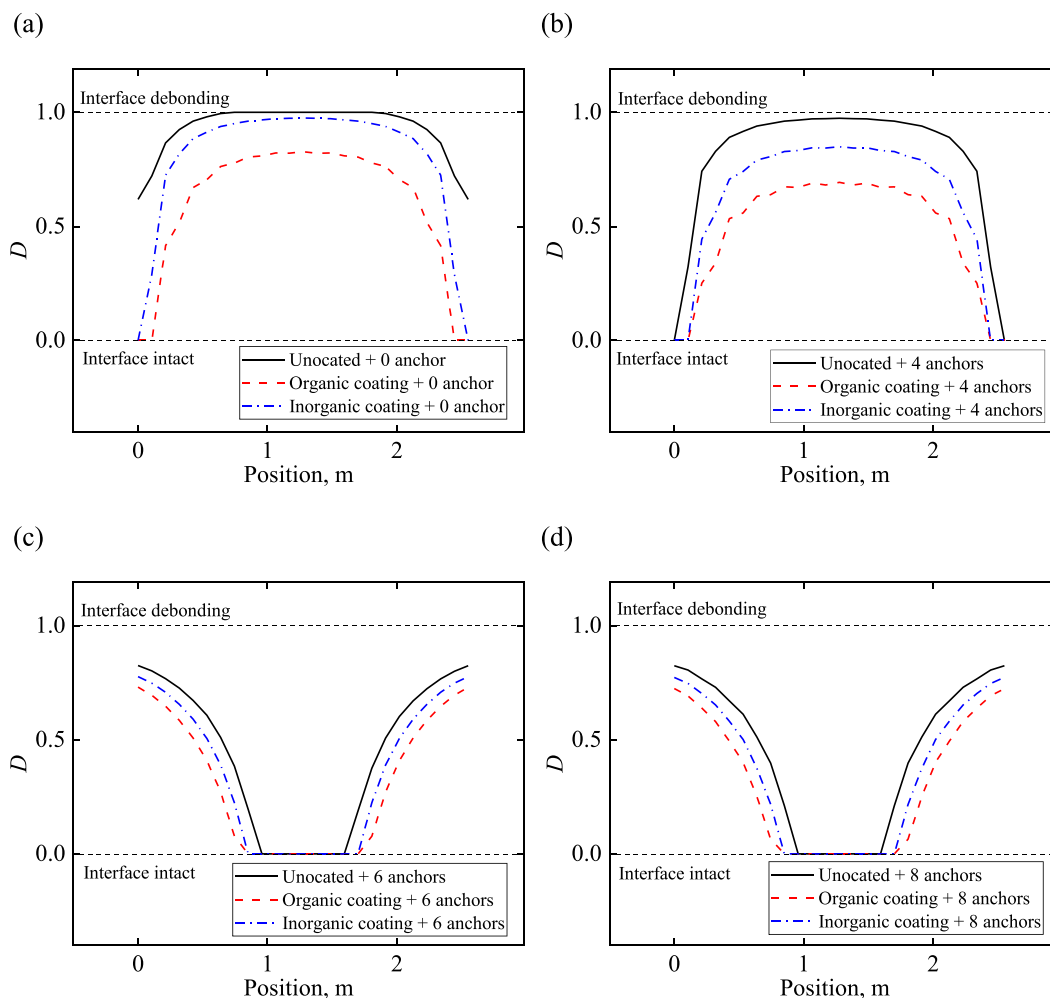 (a)
Interface debonding
1.0
0.5
0.0
D
Interface intact
Unocated + 0 anchor
Organic coating + 0 anchor
Inorganic coating + 0 anchor
0
1
2
Position, m
(b)
Interface debonding
1.0
0.5
0.0
D
Interface intact
Unocated + 4 anchors
Organic coating + 4 anchors
Inorganic coating + 4 anchors
0
1
2
Position, m
(c)
Interface debonding
1.0
0.5
0.0
D
Interface intact
Unocated + 6 anchors
Organic coating + 6 anchors
Inorganic coating + 6 anchors
0
1
2
Position, m
(d)
Interface debonding
1.0
0.5
0.0
D
Interface intact
Unocated + 8 anchors
Organic coating + 8 anchors
Inorganic coating + 8 anchors
0
1
2
Position, m